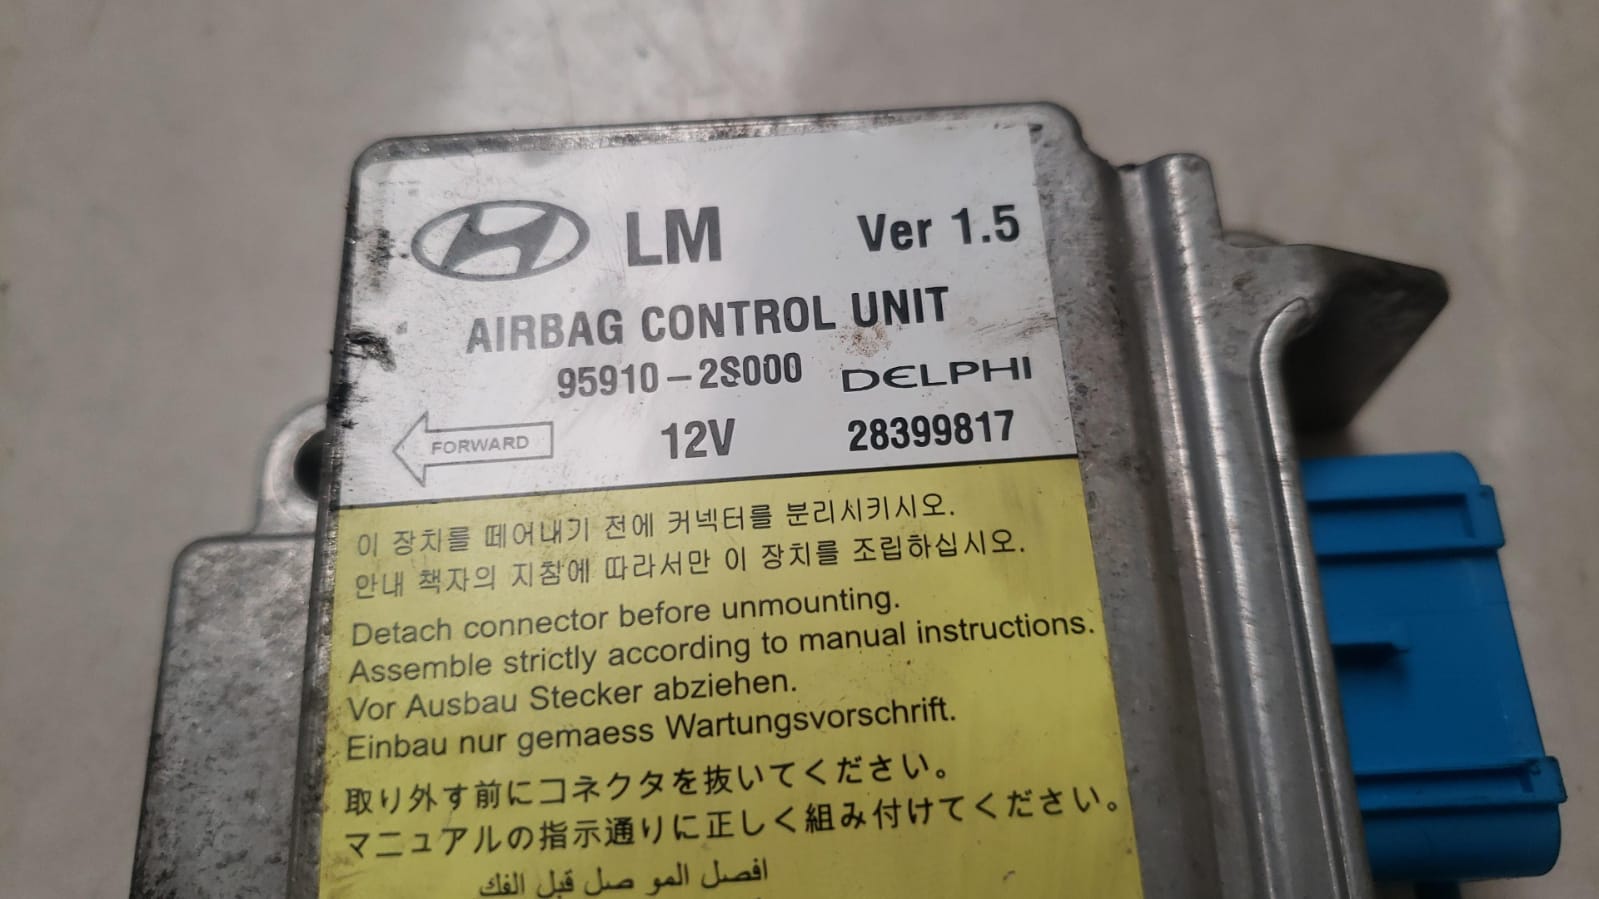 LM Ver 1.5
AIRBAG CONTROL UNIT
95910-2S000 DELPHI
FORWARD 12V 28399817
이 장치를 떼어내기 전에 커넥터를 분리시키시오.
안내 책자의 지침에 따라서만 이 장치를 조립하십시오.
Detach connector before unmounting.
Assemble strictly according to manual instructions.
Vor Ausbau Stecker abziehen.
Einbau nur gemaess Wartungsvorschrift.
取り外す前にコネクタを抜いてください。
マニュアルの指示通りに正しく組み付けてください。
افصل المو صل قبل الفك